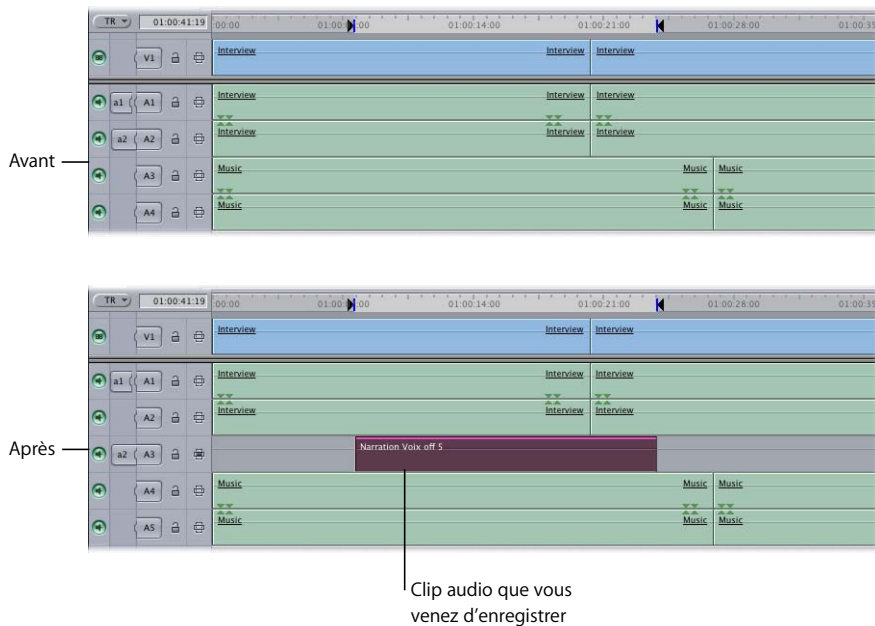 TR 01:00:41:19 :00:00 01:00 :00 01:00:14:00 01:00:21:00 01:00:28:00 01:00:35
V1 Interview Interview Interview
a1 A1 Interview Interview Interview
a2 A2 Interview Interview Interview
Avant
A3 Music Music Music
A4 Music Music Music
TR 01:00:41:19 :00:00 01:00 :00 01:00:14:00 01:00:21:00 01:00:28:00 01:00:35
V1 Interview Interview Interview
a1 A1 Interview Interview Interview
A2 Interview Interview Interview
Après
a2 A3 Narration Voix off 5
A4 Music Music Music
A5 Music Music Music
Clip audio que vous
venez d’enregistrer